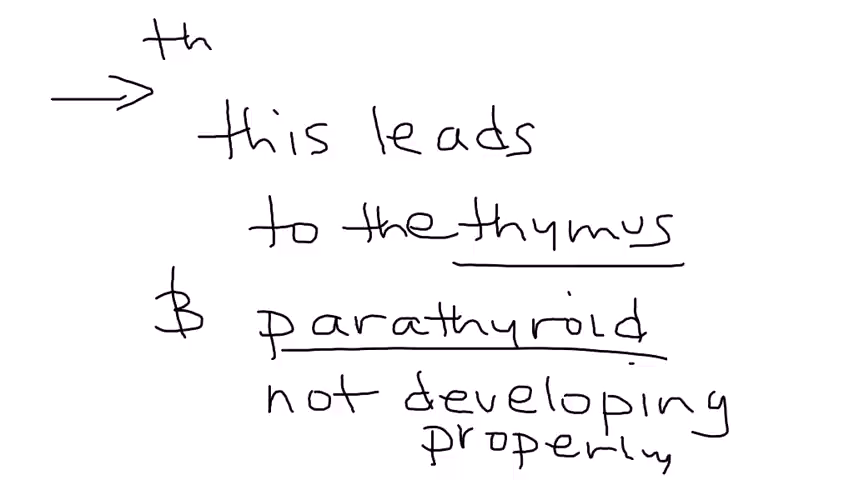 th
→ this leads
to the thymus
$ parathyroid
not developing
properly